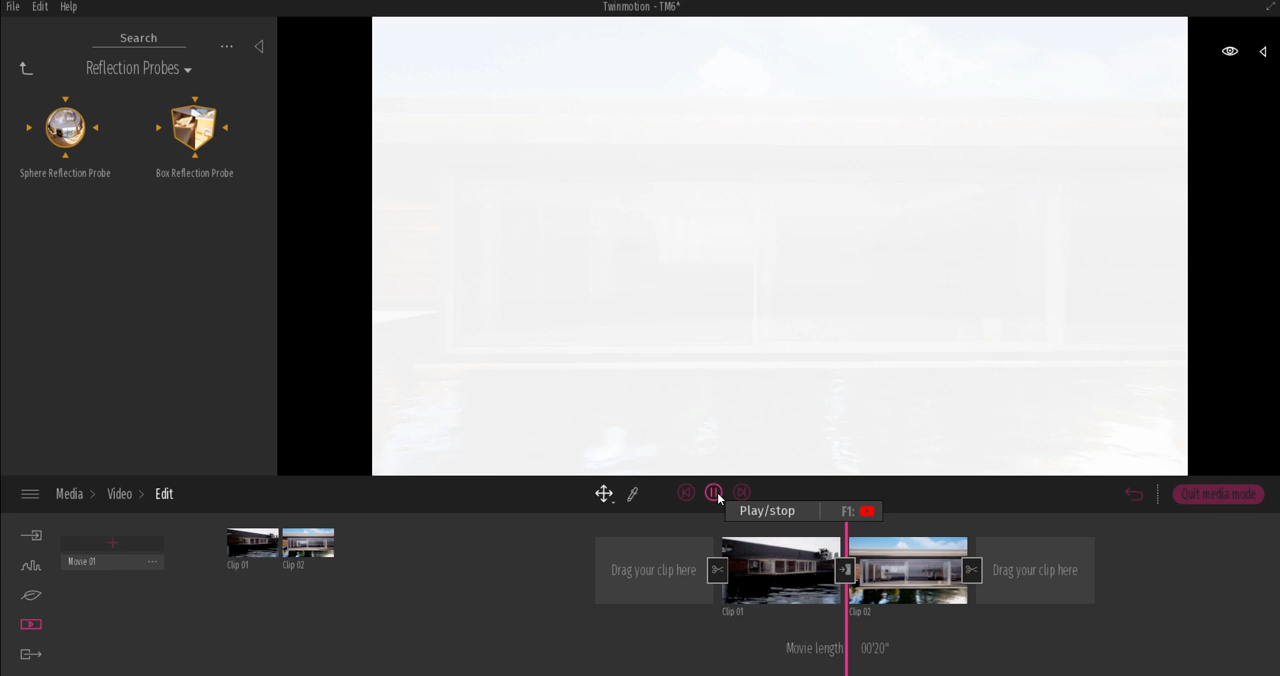 File Edit Help
Twinmotion - TM6*
Search
...
Reflection Probes
Sphere Reflection Probe
Box Reflection Probe
Media > Video > Edit
Quit media mode
Play/stop | F1:
Movie 01 ...
Clip 01
Clip 02
Drag your clip here
Drag your clip here
Clip 01
Clip 02
Movie length 00'20"